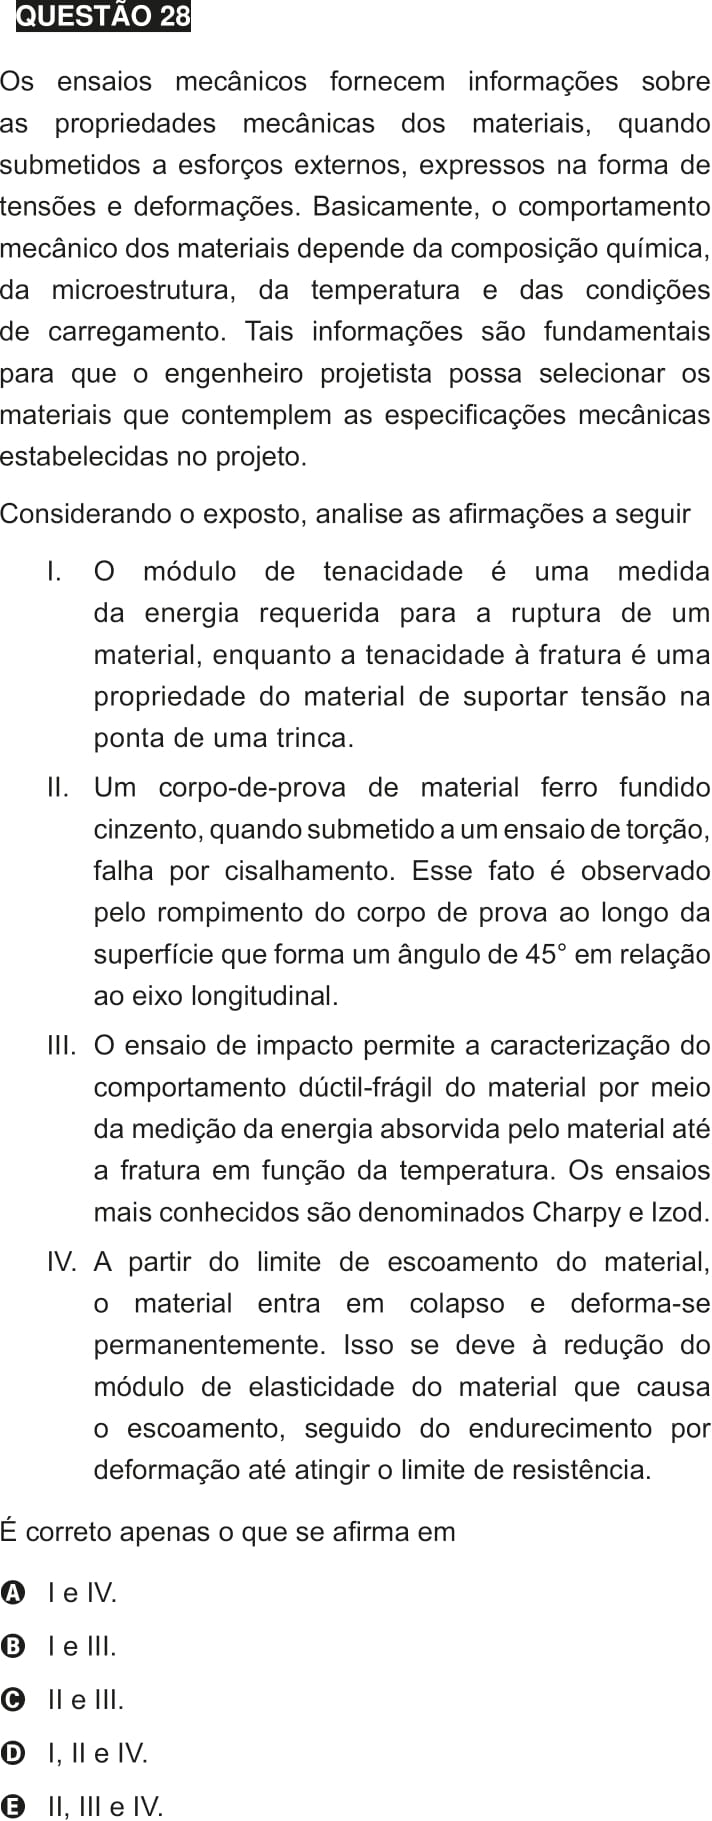 QUESTÃO 28
Os ensaios mecânicos fornecem informações sobre
as propriedades mecânicas dos materiais, quando
submetidos a esforços externos, expressos na forma de
tensões e deformações. Basicamente, o comportamento
mecânico dos materiais depende da composição química,
da microestrutura, da temperatura e das condições
de carregamento. Tais informações são fundamentais
para que o engenheiro projetista possa selecionar os
materiais que contemplem as especificações mecânicas
estabelecidas no projeto.
Considerando o exposto, analise as afirmações a seguir
I. O módulo de tenacidade é uma medida
da energia requerida para a ruptura de um
material, enquanto a tenacidade à fratura é uma
propriedade do material de suportar tensão na
ponta de uma trinca.
II. Um corpo-de-prova de material ferro fundido
cinzento, quando submetido a um ensaio de torção,
falha por cisalhamento. Esse fato é observado
pelo rompimento do corpo de prova ao longo da
superfície que forma um ângulo de 45° em relação
ao eixo longitudinal.
III. O ensaio de impacto permite a caracterização do
comportamento dúctil-frágil do material por meio
da medição da energia absorvida pelo material até
a fratura em função da temperatura. Os ensaios
mais conhecidos são denominados Charpy e Izod.
IV. A partir do limite de escoamento do material,
o material entra em colapso e deforma-se
permanentemente. Isso se deve à redução do
módulo de elasticidade do material que causa
o escoamento, seguido do endurecimento por
deformação até atingir o limite de resistência.
É correto apenas o que se afirma em
A I e IV.
B I e III.
C II e III.
D I, II e IV.
E II, III e IV.